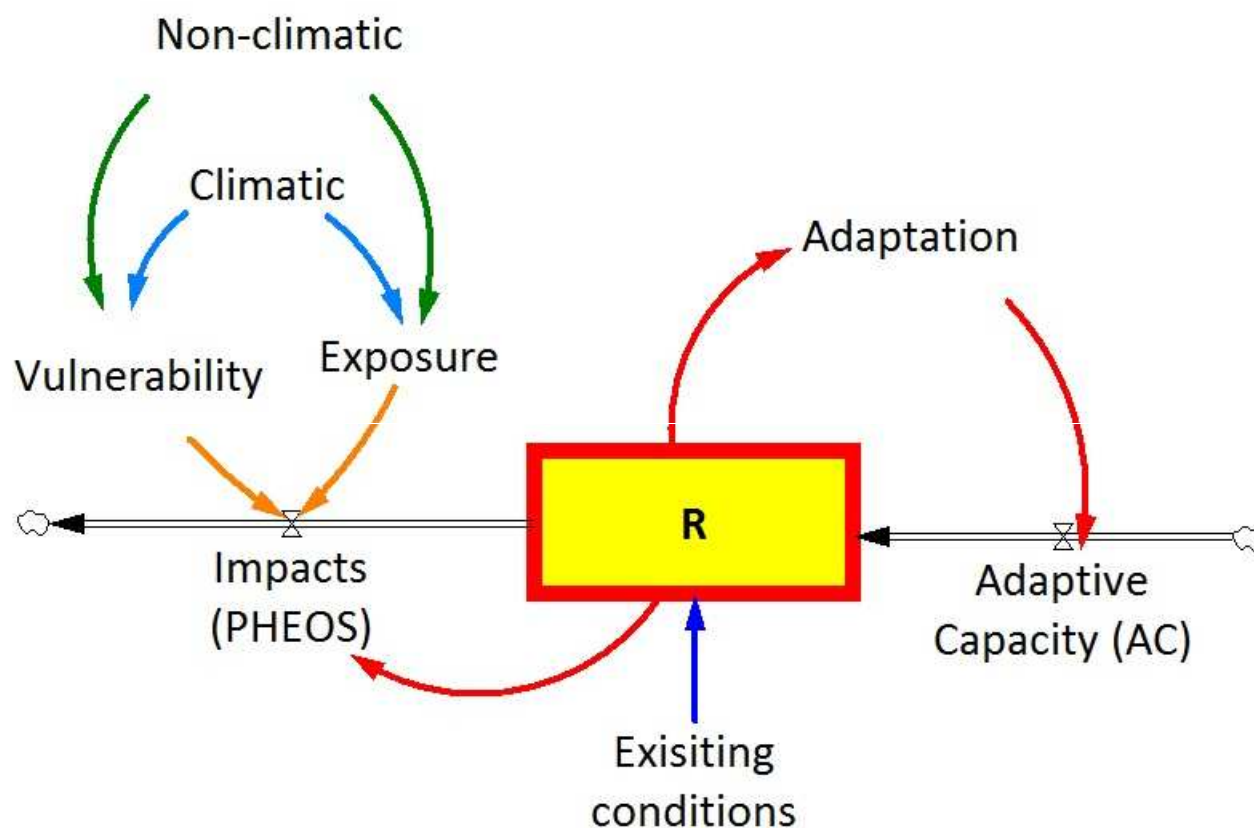 Non-climatic
Climatic
Adaptation
Vulnerability
Exposure
R
Impacts
(PHEOS)
Adaptive
Capacity (AC)
Exisiting
conditions